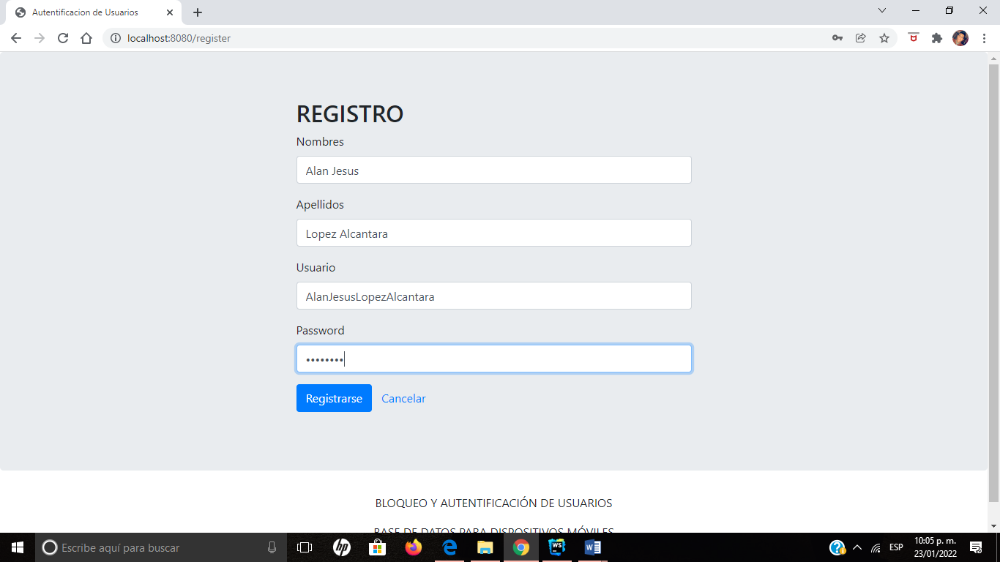 Autentificacion de Usuarios
localhost:8080/register
REGISTRO
Nombres
Alan Jesus
Apellidos
Lopez Alcantara
Usuario
AlanJesusLopezAlcantara
Password
••••••••
Registrarse Cancelar
BLOQUEO Y AUTENTIFICACIÓN DE USUARIOS
BASE DE DATOS PARA DISPOSITIVOS MÓVILES
Escribe aquí para buscar
hp
WS
ESP
10:05 p. m.
23/01/2022